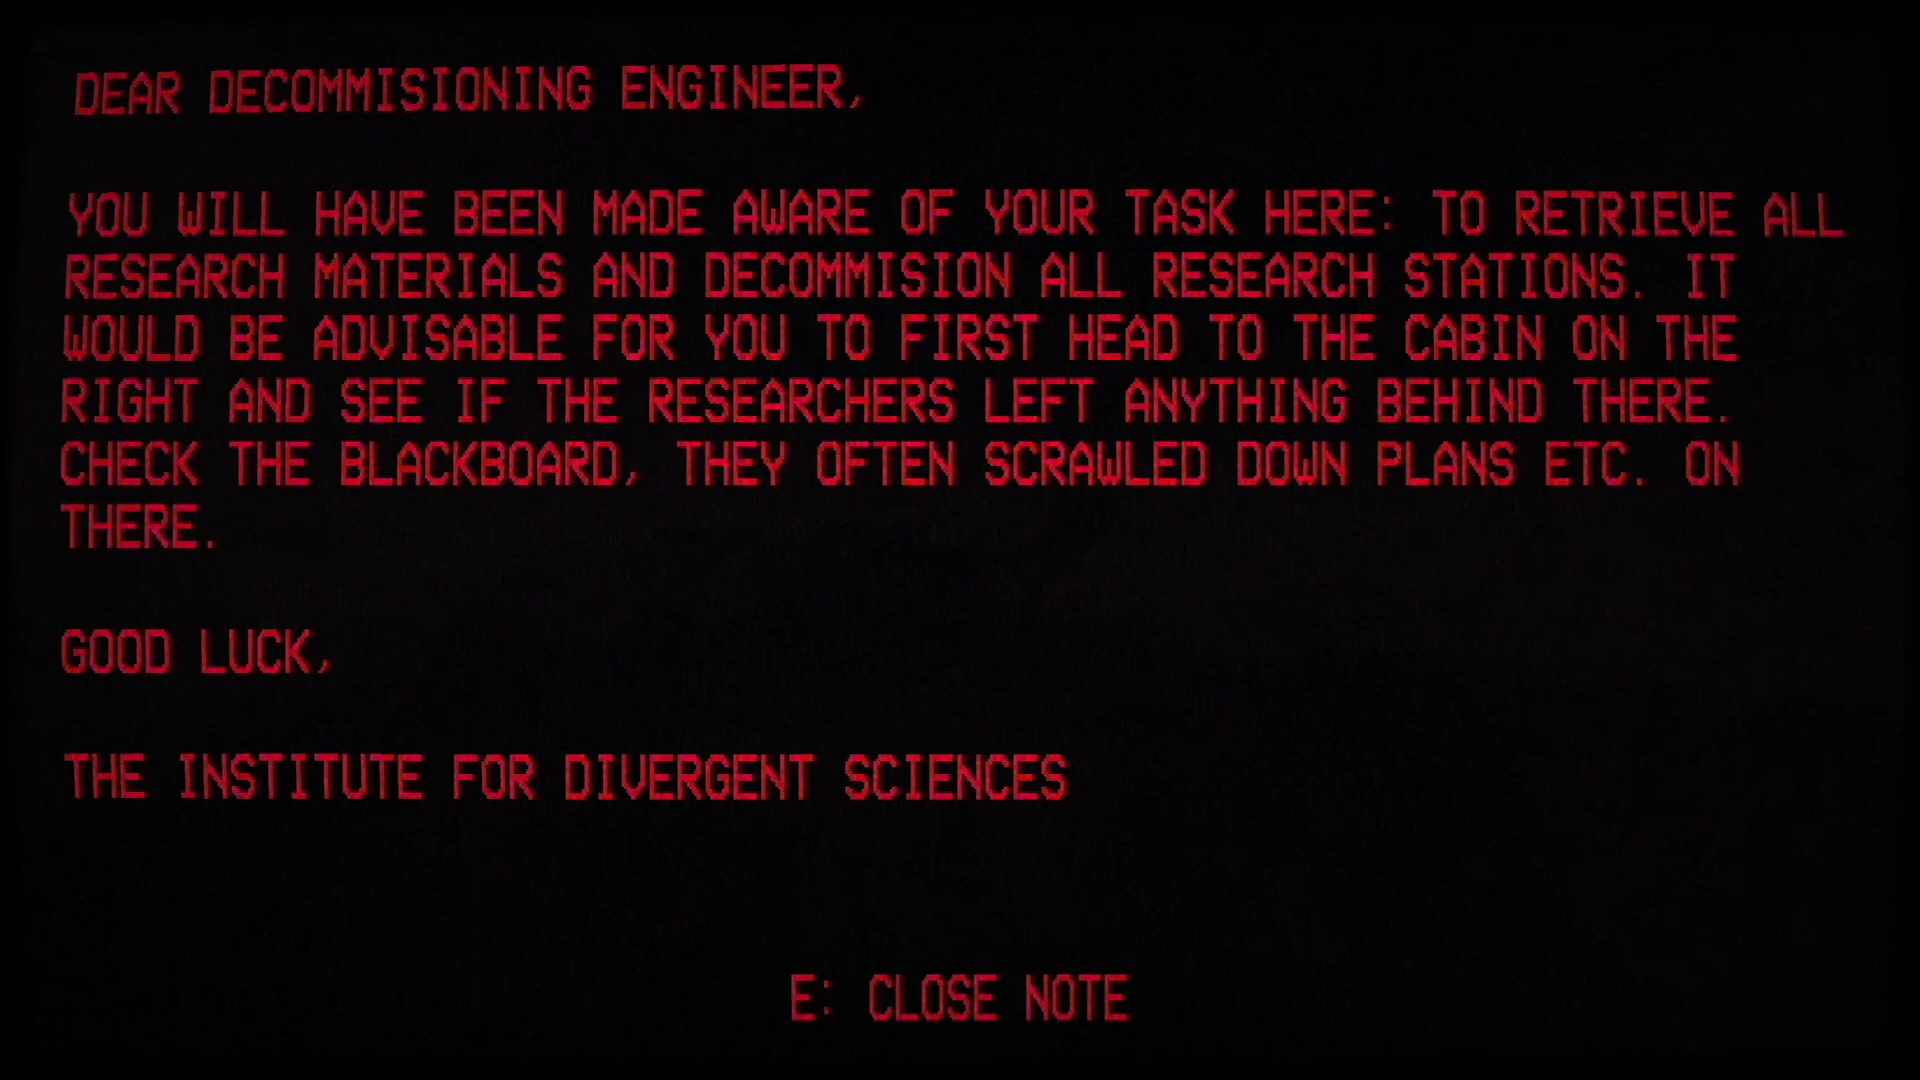 DEAR DECOMMISIONING ENGINEER,
YOU WILL HAVE BEEN MADE AWARE OF YOUR TASK HERE: TO RETRIEVE ALL
RESEARCH MATERIALS AND DECOMMISION ALL RESEARCH STATIONS. IT
WOULD BE ADVISABLE FOR YOU TO FIRST HEAD TO THE CABIN ON THE
RIGHT AND SEE IF THE RESEARCHERS LEFT ANYTHING BEHIND THERE.
CHECK THE BLACKBOARD, THEY OFTEN SCRAWLED DOWN PLANS ETC. ON
THERE.
GOOD LUCK,
THE INSTITUTE FOR DIVERGENT SCIENCES
E: CLOSE NOTE